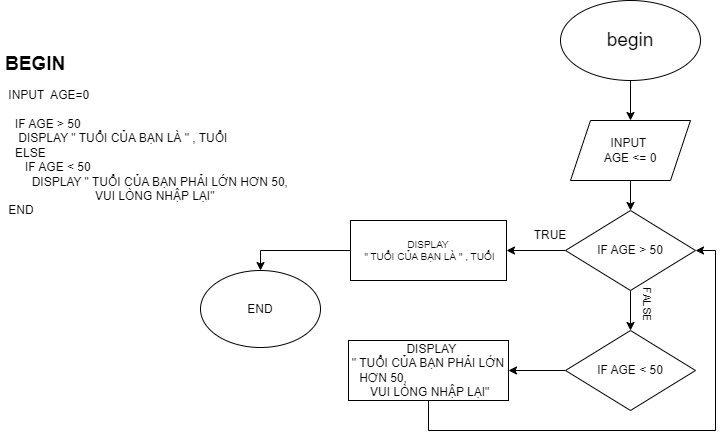 BEGIN
INPUT AGE=0
IF AGE > 50
DISPLAY " TUỔI CỦA BẠN LÀ " , TUỔI
ELSE
IF AGE < 50
DISPLAY " TUỔI CỦA BẠN PHẢI LỚN HƠN 50,
VUI LÒNG NHẬP LẠI"
END
begin
INPUT
AGE <= 0
IF AGE > 50
TRUE
DISPLAY
" TUỔI CỦA BẠN LÀ " , TUỔI
END
FALSE
IF AGE < 50
DISPLAY
" TUỔI CỦA BẠN PHẢI LỚN
HƠN 50,
VUI LÒNG NHẬP LẠI"